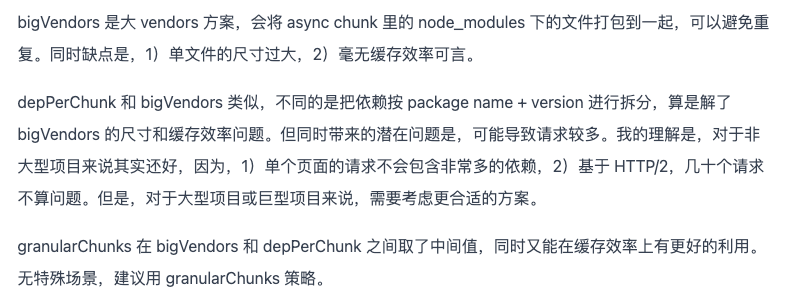 bigVendors 是大 vendors 方案，会将 async chunk 里的 node_modules 下的文件打包到一起，可以避免重
复。同时缺点是，1）单文件的尺寸过大，2）毫无缓存效率可言。
depPerChunk 和 bigVendors 类似，不同的是把依赖按 package name + version 进行拆分，算是解了
bigVendors 的尺寸和缓存效率问题。但同时带来的潜在问题是，可能导致请求较多。我的理解是，对于非
大型项目来说其实还好，因为，1）单个页面的请求不会包含非常多的依赖，2）基于 HTTP/2，几十个请求
不算问题。但是，对于大型项目或巨型项目来说，需要考虑更合适的方案。
granularChunks 在 bigVendors 和 depPerChunk 之间取了中间值，同时又能在缓存效率上有更好的利用。
无特殊场景，建议用 granularChunks 策略。